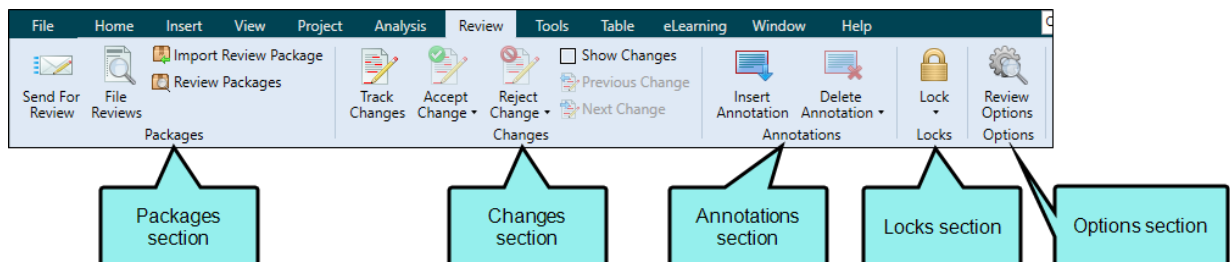 File Home Insert View Project Analysis Review Tools Table eLearning Window Help
Send For Review
File Reviews
Import Review Package
Review Packages
Packages
Track Changes
Accept Change
Reject Change
Show Changes
Previous Change
Next Change
Changes
Insert Annotation
Delete Annotation
Annotations
Lock
Locks
Review Options
Options
Packages
section
Changes
section
Annotations
section
Locks section
Options section